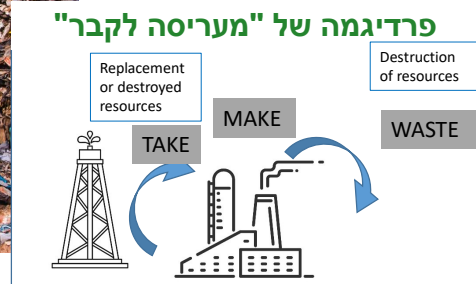 פרדיגמה של "מעריסה לקבר"
Replacement
or destroyed
resources
Destruction
of resources
TAKE
MAKE
WASTE